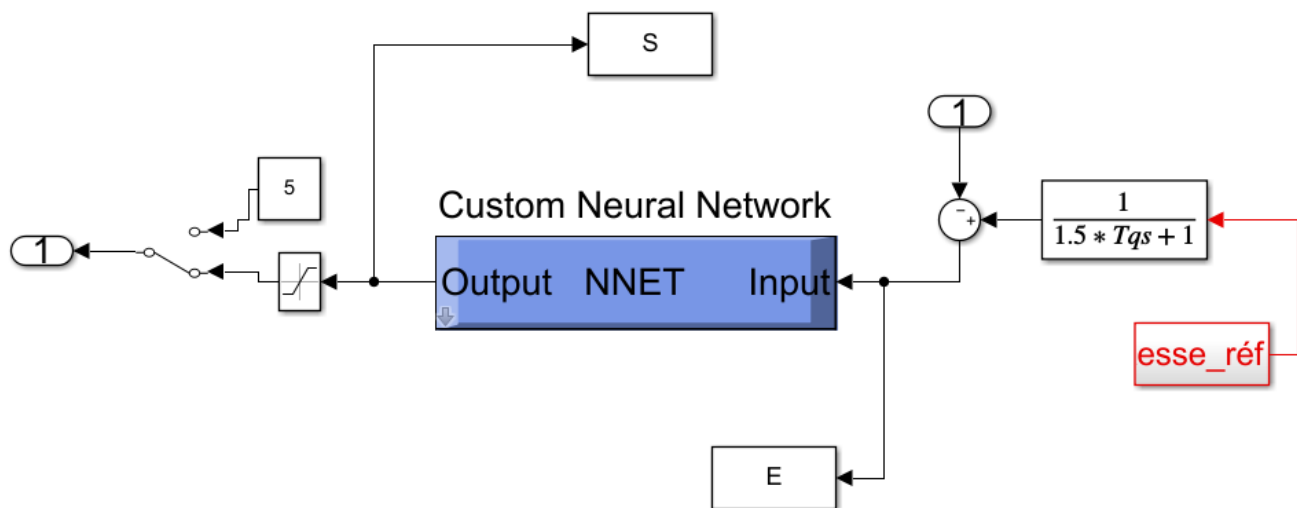 S
1
5
Custom Neural Network
1
1.5 * Tqs + 1
1
Output NNET Input
esse_réf
E